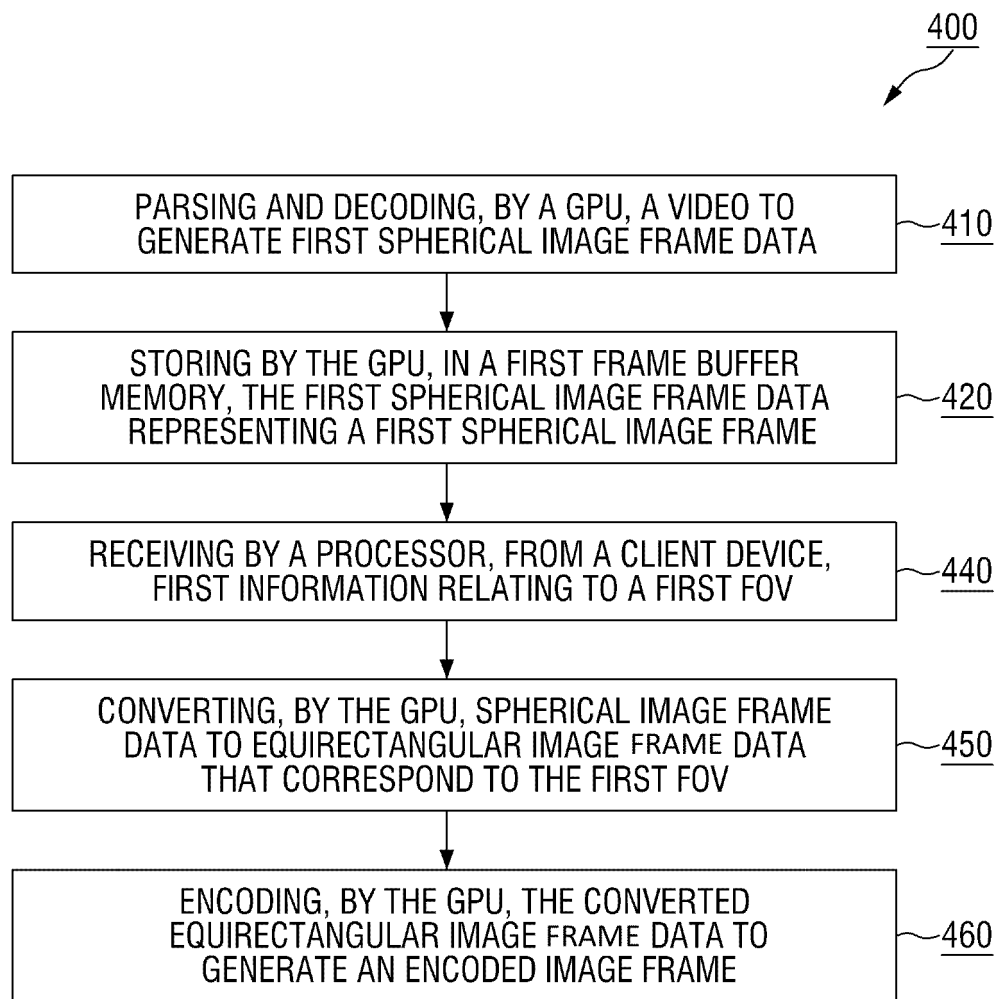 400
PARSING AND DECODING, BY A GPU, A VIDEO TO
GENERATE FIRST SPHERICAL IMAGE FRAME DATA
410
STORING BY THE GPU, IN A FIRST FRAME BUFFER
MEMORY, THE FIRST SPHERICAL IMAGE FRAME DATA
REPRESENTING A FIRST SPHERICAL IMAGE FRAME
420
RECEIVING BY A PROCESSOR, FROM A CLIENT DEVICE,
FIRST INFORMATION RELATING TO A FIRST FOV
440
CONVERTING, BY THE GPU, SPHERICAL IMAGE FRAME
DATA TO EQUIRECTANGULAR IMAGE FRAME DATA
THAT CORRESPOND TO THE FIRST FOV
450
ENCODING, BY THE GPU, THE CONVERTED
EQUIRECTANGULAR IMAGE FRAME DATA TO
GENERATE AN ENCODED IMAGE FRAME
460